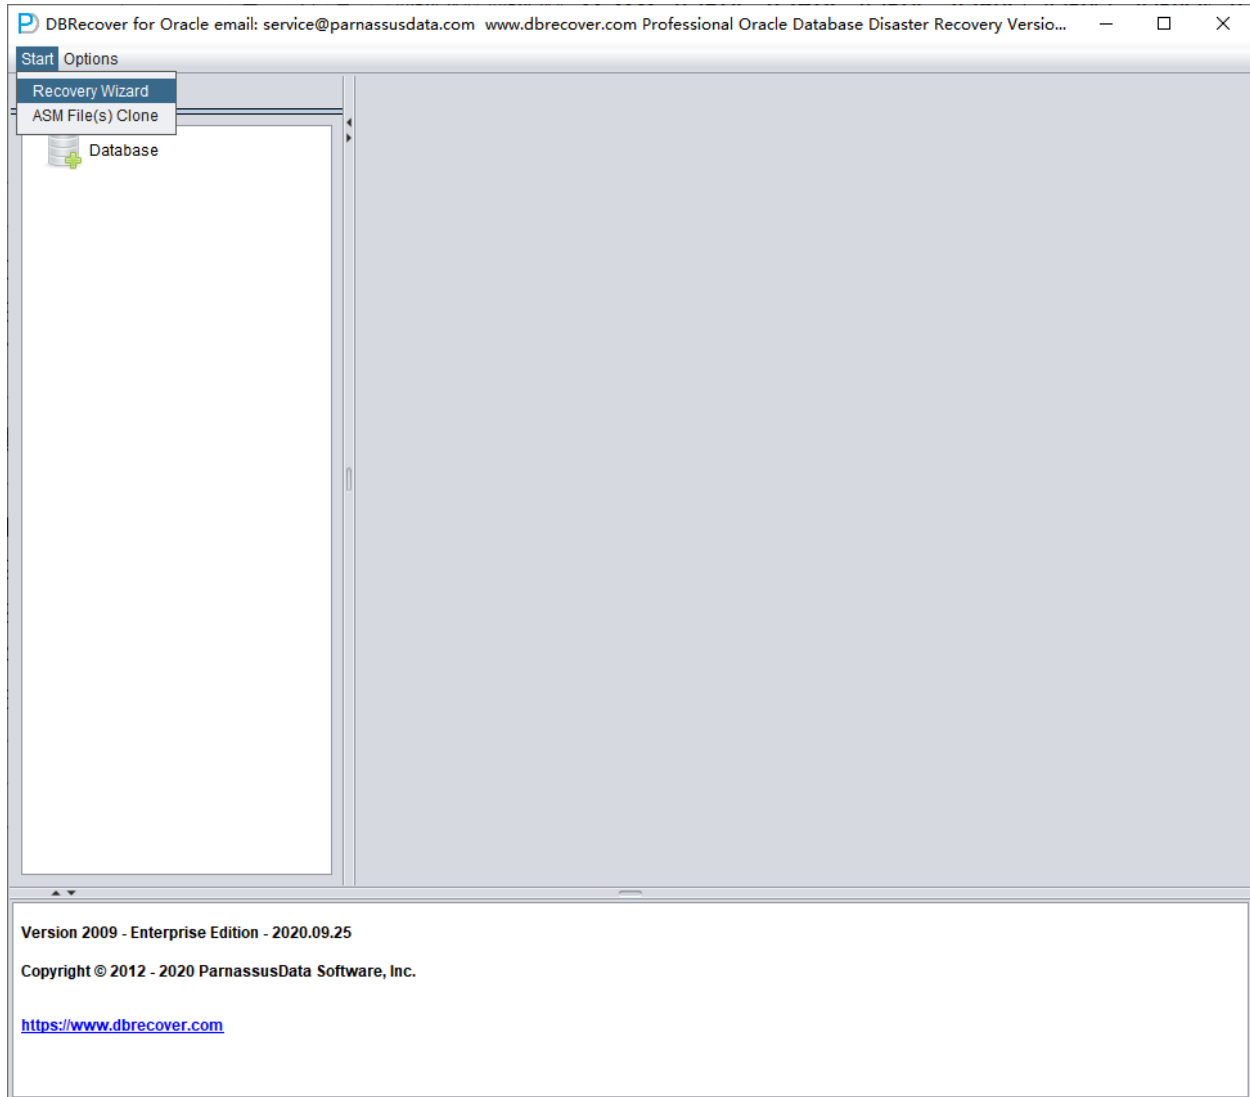 DBRecover for Oracle email: service@parnassusdata.com www.dbrecover.com Professional Oracle Database Disaster Recovery Versio...
Start Options
Recovery Wizard
ASM File(s) Clone
Database
Version 2009 - Enterprise Edition - 2020.09.25
Copyright © 2012 - 2020 ParnassusData Software, Inc.
https://www.dbrecover.com